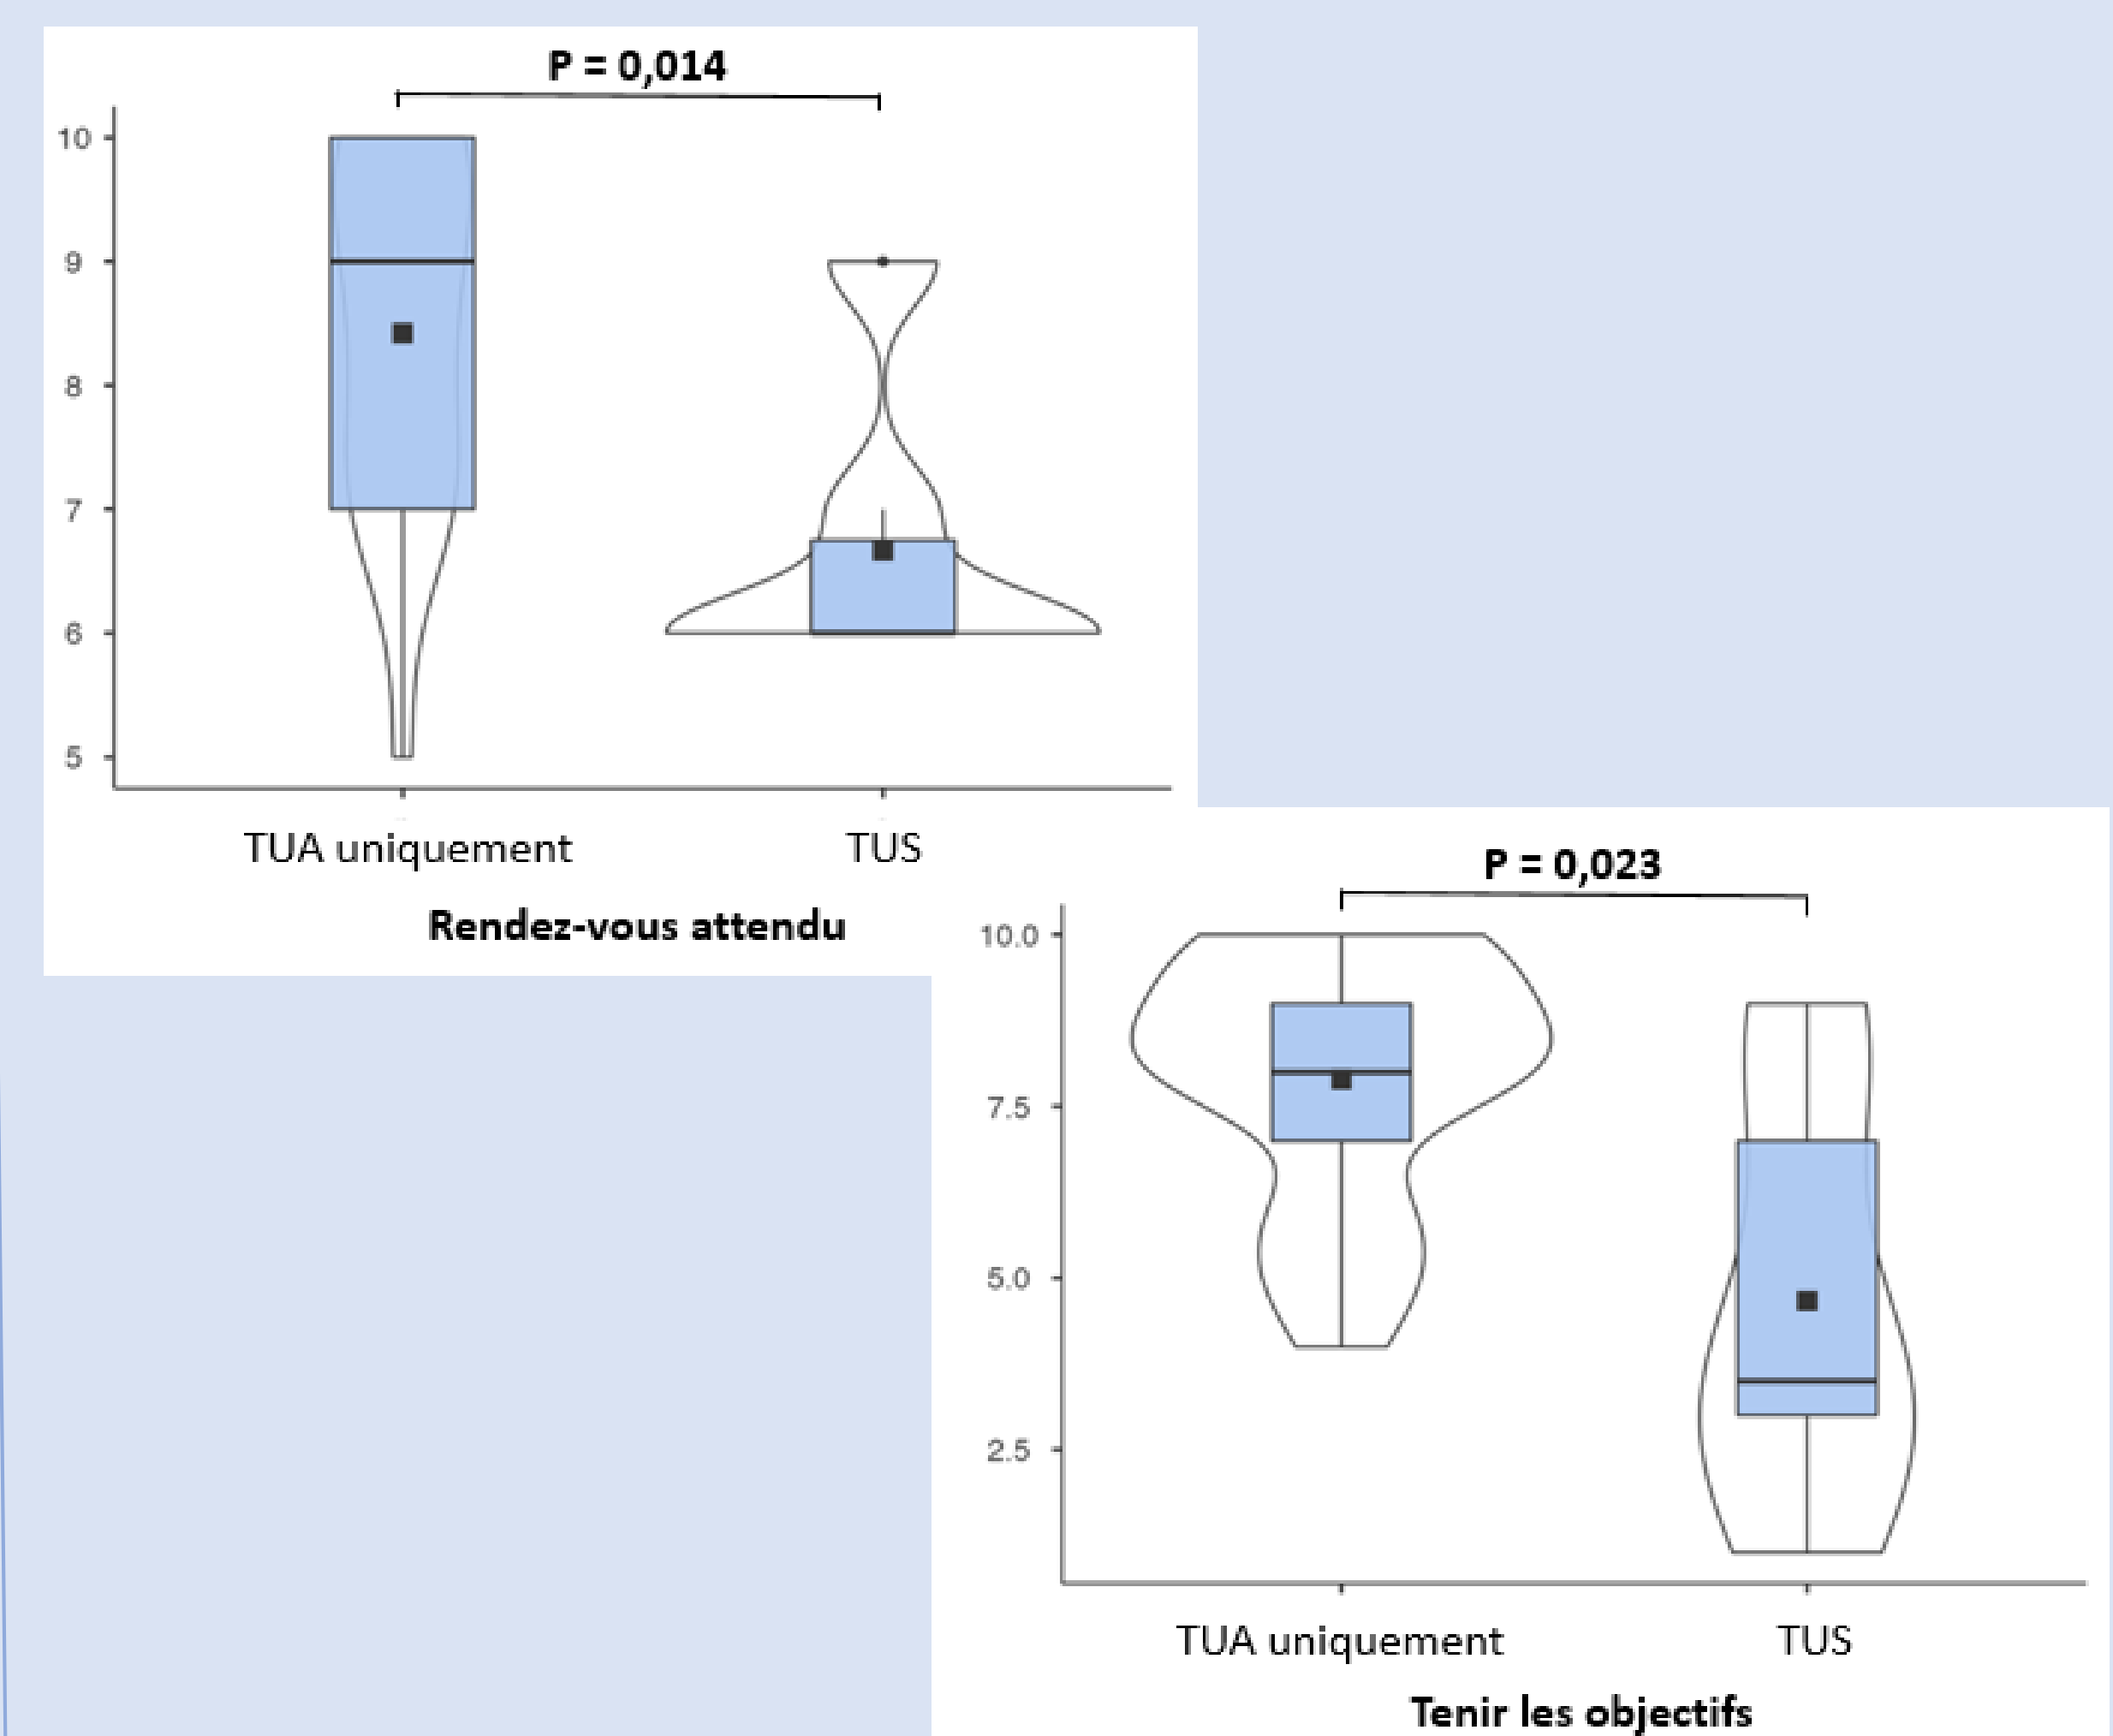 P = 0,014
10
9
8
7
6
5
TUA uniquement TUS
Rendez-vous attendu
P = 0,023
10.0
7.5
5.0
2.5
TUA uniquement TUS
Tenir les objectifs